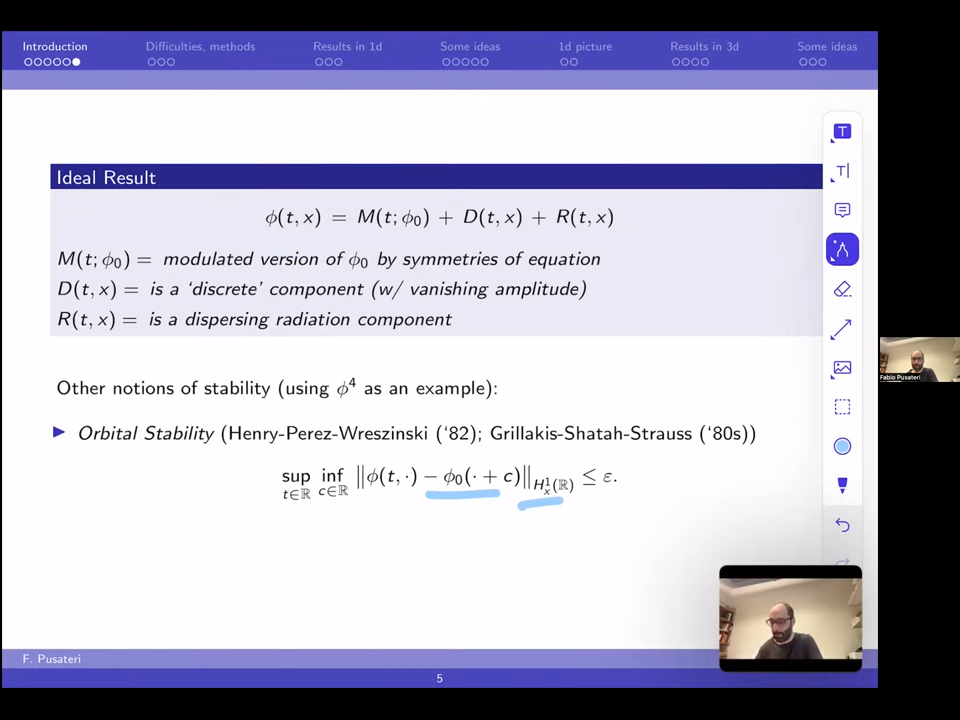 Introduction
Difficulties, methods
Results in 1d
Some ideas
1d picture
Results in 3d
Some ideas
Ideal Result
ϕ(t, x) = M(t; ϕ₀) + D(t, x) + R(t, x)
M(t; ϕ₀) = modulated version of ϕ₀ by symmetries of equation
D(t, x) = is a ‘discrete’ component (w/ vanishing amplitude)
R(t, x) = is a dispersing radiation component
Other notions of stability (using ϕ⁴ as an example):
▶ Orbital Stability (Henry-Perez-Wreszinski (‘82); Grillakis-Shatah-Strauss (‘80s))
sup_{t∈ℝ} inf_{c∈ℝ} ‖ϕ(t, ·) − ϕ₀(· + c)‖_{H¹ₓ(ℝ)} ≤ ε.
F. Pusateri
5
T
T
Fabio Pusateri